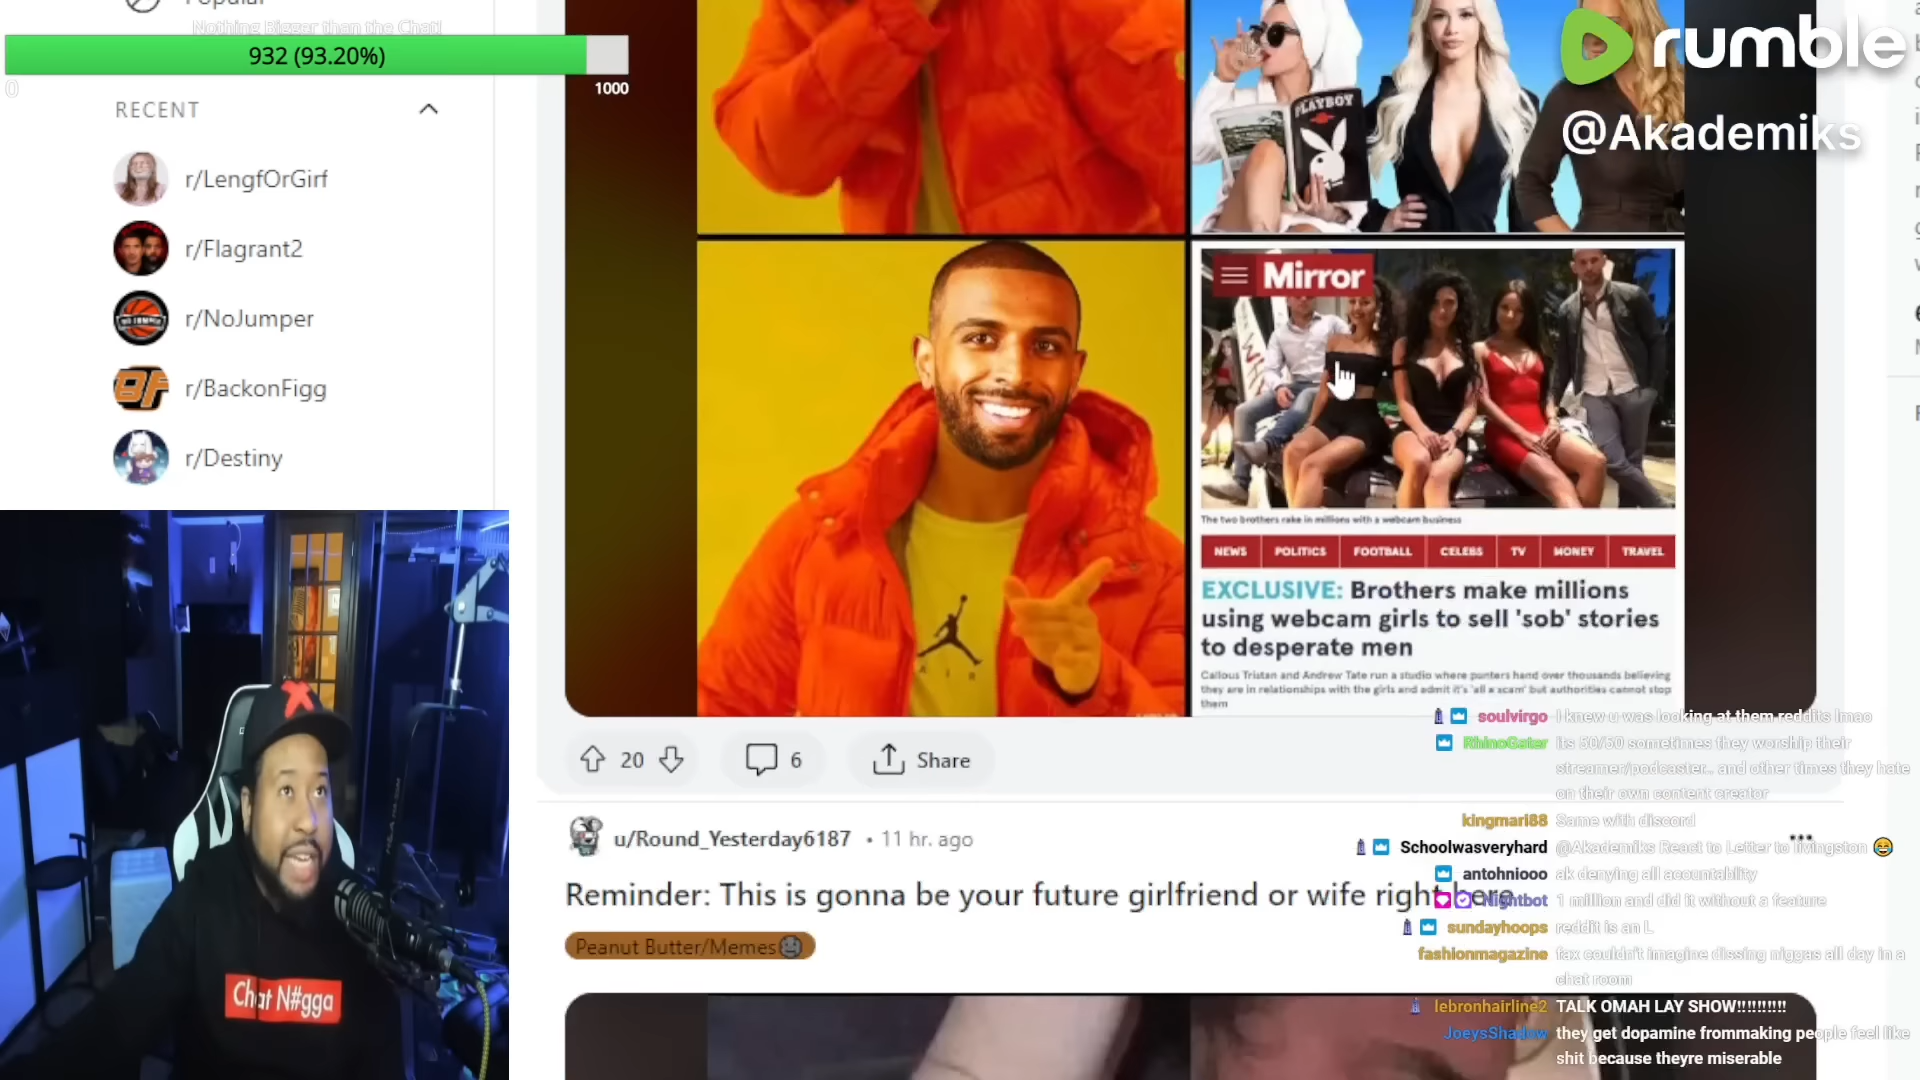 Popular
Nothing Bigger than the Chat!
932 (93.20%)
0
1000
RECENT
r/LengfOrGirf
r/Flagrant2
r/NoJumper
r/BackonFigg
r/Destiny
rumble
@Akademiks
PLAYBOY
Mirror
The two brothers rake in millions with a webcam business
NEWS POLITICS FOOTBALL CELEBS TV MONEY TRAVEL
EXCLUSIVE: Brothers make millions
using webcam girls to sell 'sob' stories
to desperate men
Callous Tristan and Andrew Tate run a studio where punters hand over thousands believing
they are in relationships with the girls and admit it's 'all a scam' but authorities cannot stop
them
AIR
20
6
Share
u/Round_Yesterday6187 • 11 hr. ago
Reminder: This is gonna be your future girlfriend or wife right here
Peanut Butter/Memes
Chat N#gga
soulvirgo I knew u was looking at them reddits lmao
RhinoGater Its 50/50 sometimes they worship their
streamer/podcaster.. and other times they hate
on their own content creator
kingmari88 Same with discord
Schoolwasveryhard @Akademiks React to Letter to livingston 😂
antohniooo ak denying all accountability
Nightbot 1 million and did it without a feature
sundayhoops reddit is an L
fashionmagazine fax couldn't imagine dissing niggas all day in a
chat room
lebronhairline2 TALK OMAH LAY SHOW!!!!!!!!!!
JoeysShadow they get dopamine frommaking people feel like
shit because theyre miserable